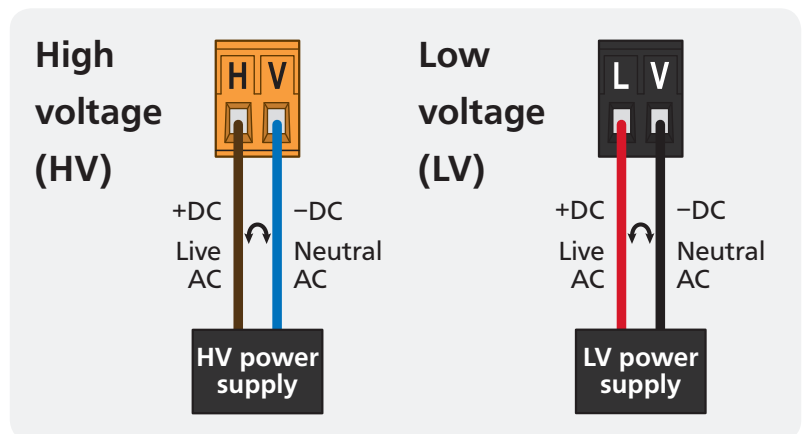 High
voltage
(HV)
H V
+DC
−DC
Live
AC
Neutral
AC
HV power
supply
Low
voltage
(LV)
L V
+DC
−DC
Live
AC
Neutral
AC
LV power
supply